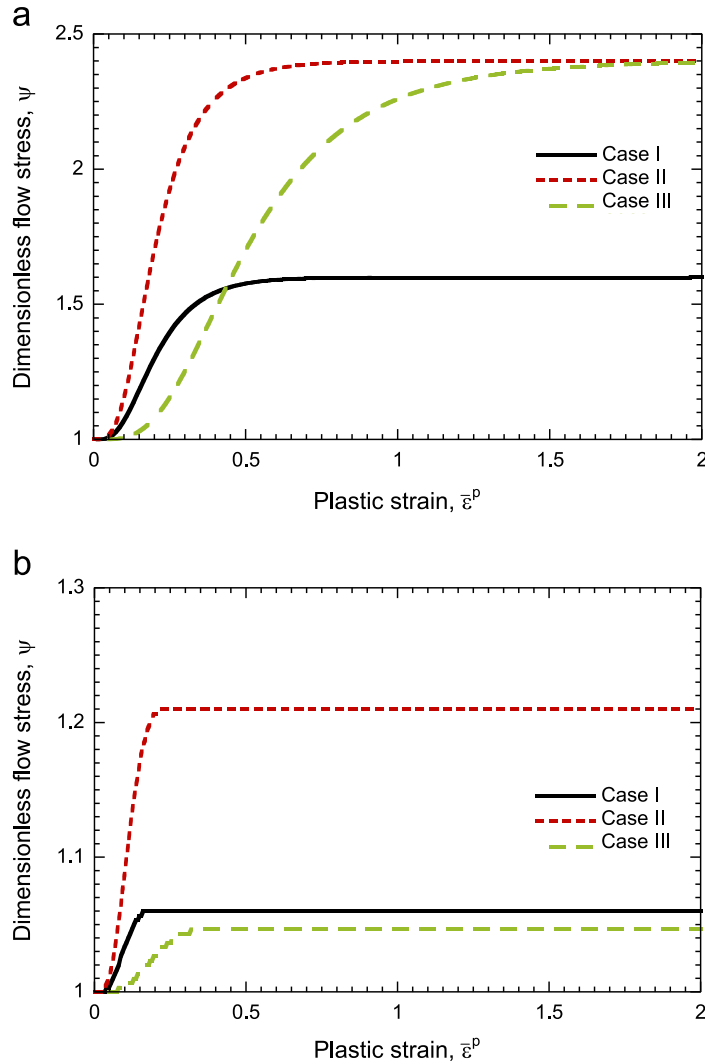 a
2.5
2
1.5
1
Dimensionless flow stress, ψ
Case I
Case II
Case III
0 0.5 1 1.5 2
Plastic strain, ε̄ᵖ
b
1.3
1.2
1.1
1
Dimensionless flow stress, ψ
Case I
Case II
Case III
0 0.5 1 1.5 2
Plastic strain, ε̄ᵖ